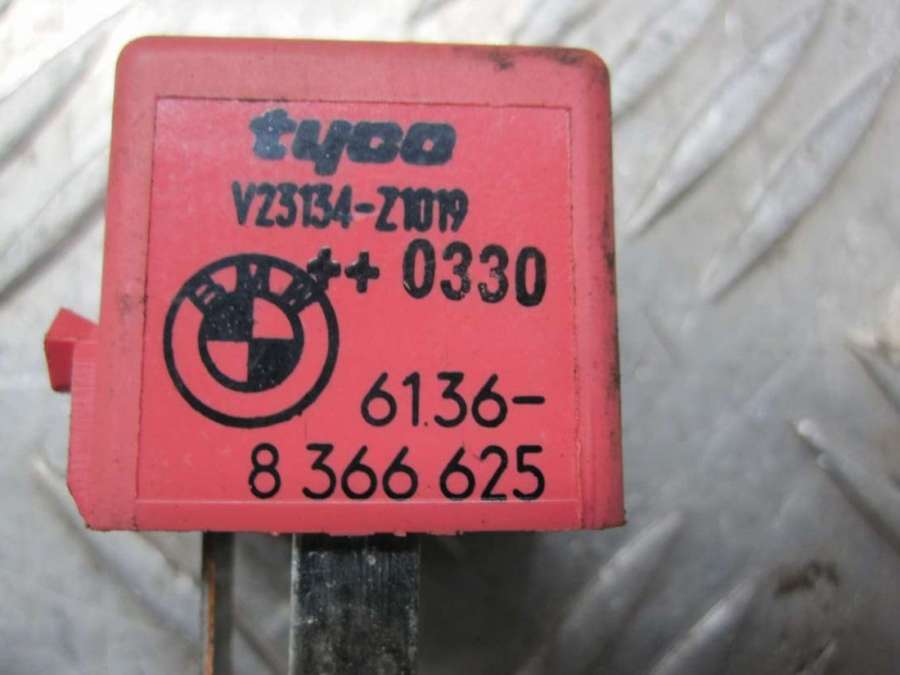 tyco
V23134-Z1019
++ 0330
BMW
61.36-
8 366 625